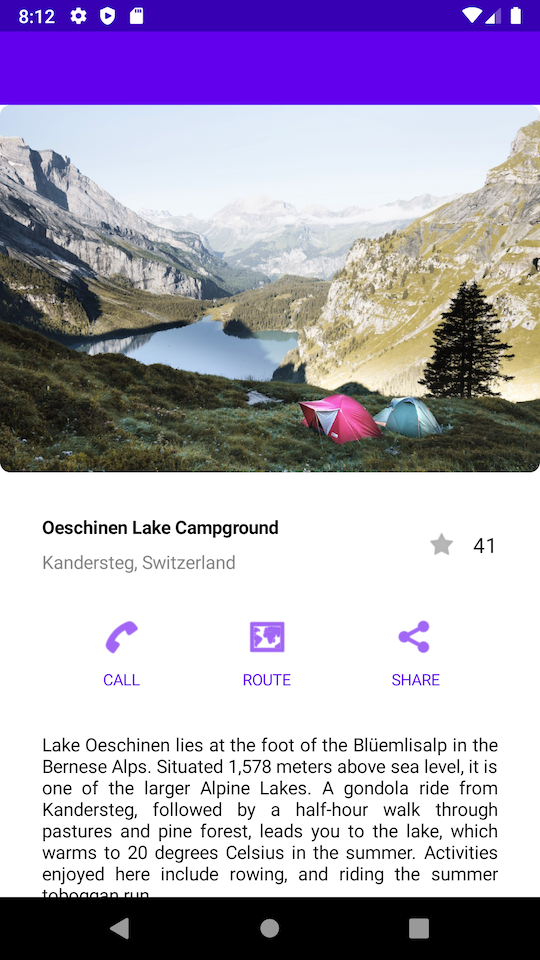 8:12
Oeschinen Lake Campground
Kandersteg, Switzerland
41
CALL
ROUTE
SHARE
Lake Oeschinen lies at the foot of the Blüemlisalp in the
Bernese Alps. Situated 1,578 meters above sea level, it is
one of the larger Alpine Lakes. A gondola ride from
Kandersteg, followed by a half-hour walk through
pastures and pine forest, leads you to the lake, which
warms to 20 degrees Celsius in the summer. Activities
enjoyed here include rowing, and riding the summer
toboggan run.